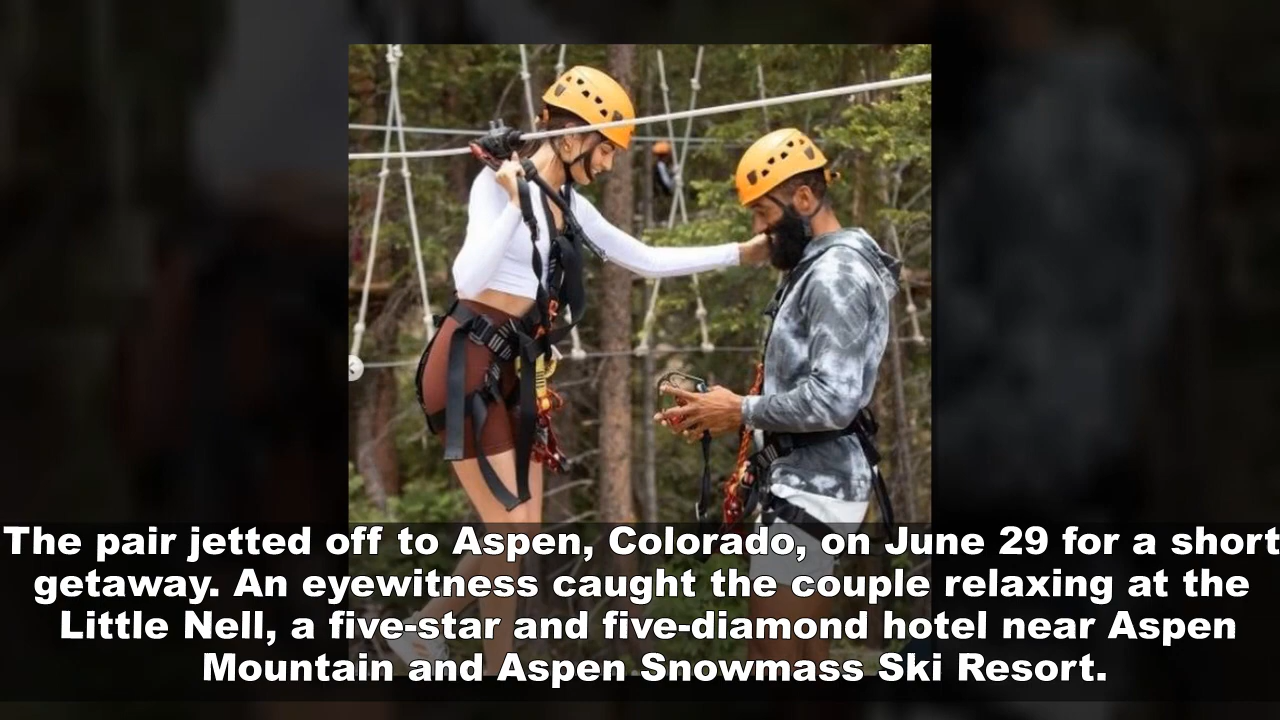 The pair jetted off to Aspen, Colorado, on June 29 for a short
getaway. An eyewitness caught the couple relaxing at the
Little Nell, a five-star and five-diamond hotel near Aspen
Mountain and Aspen Snowmass Ski Resort.